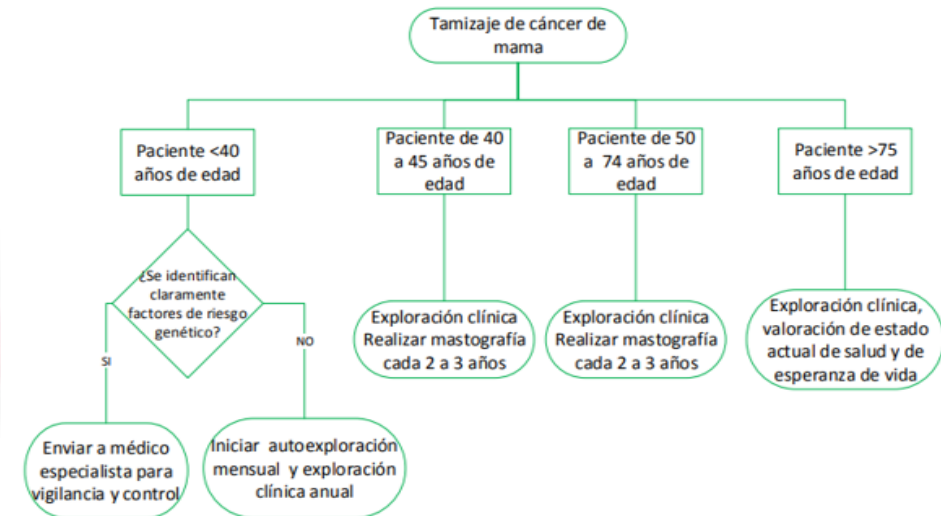 Tamizaje de cáncer de
mama
Paciente <40
años de edad
Paciente de 40
a 45 años de
edad
Paciente de 50
a 74 años de
edad
Paciente >75
años de edad
¿Se identifican
claramente
factores de riesgo
genético?
SI
NO
Exploración clínica
Realizar mastografía
cada 2 a 3 años
Exploración clínica
Realizar mastografía
cada 2 a 3 años
Exploración clínica,
valoración de estado
actual de salud y de
esperanza de vida
Enviar a médico
especialista para
vigilancia y control
Iniciar autoexploración
mensual y exploración
clínica anual